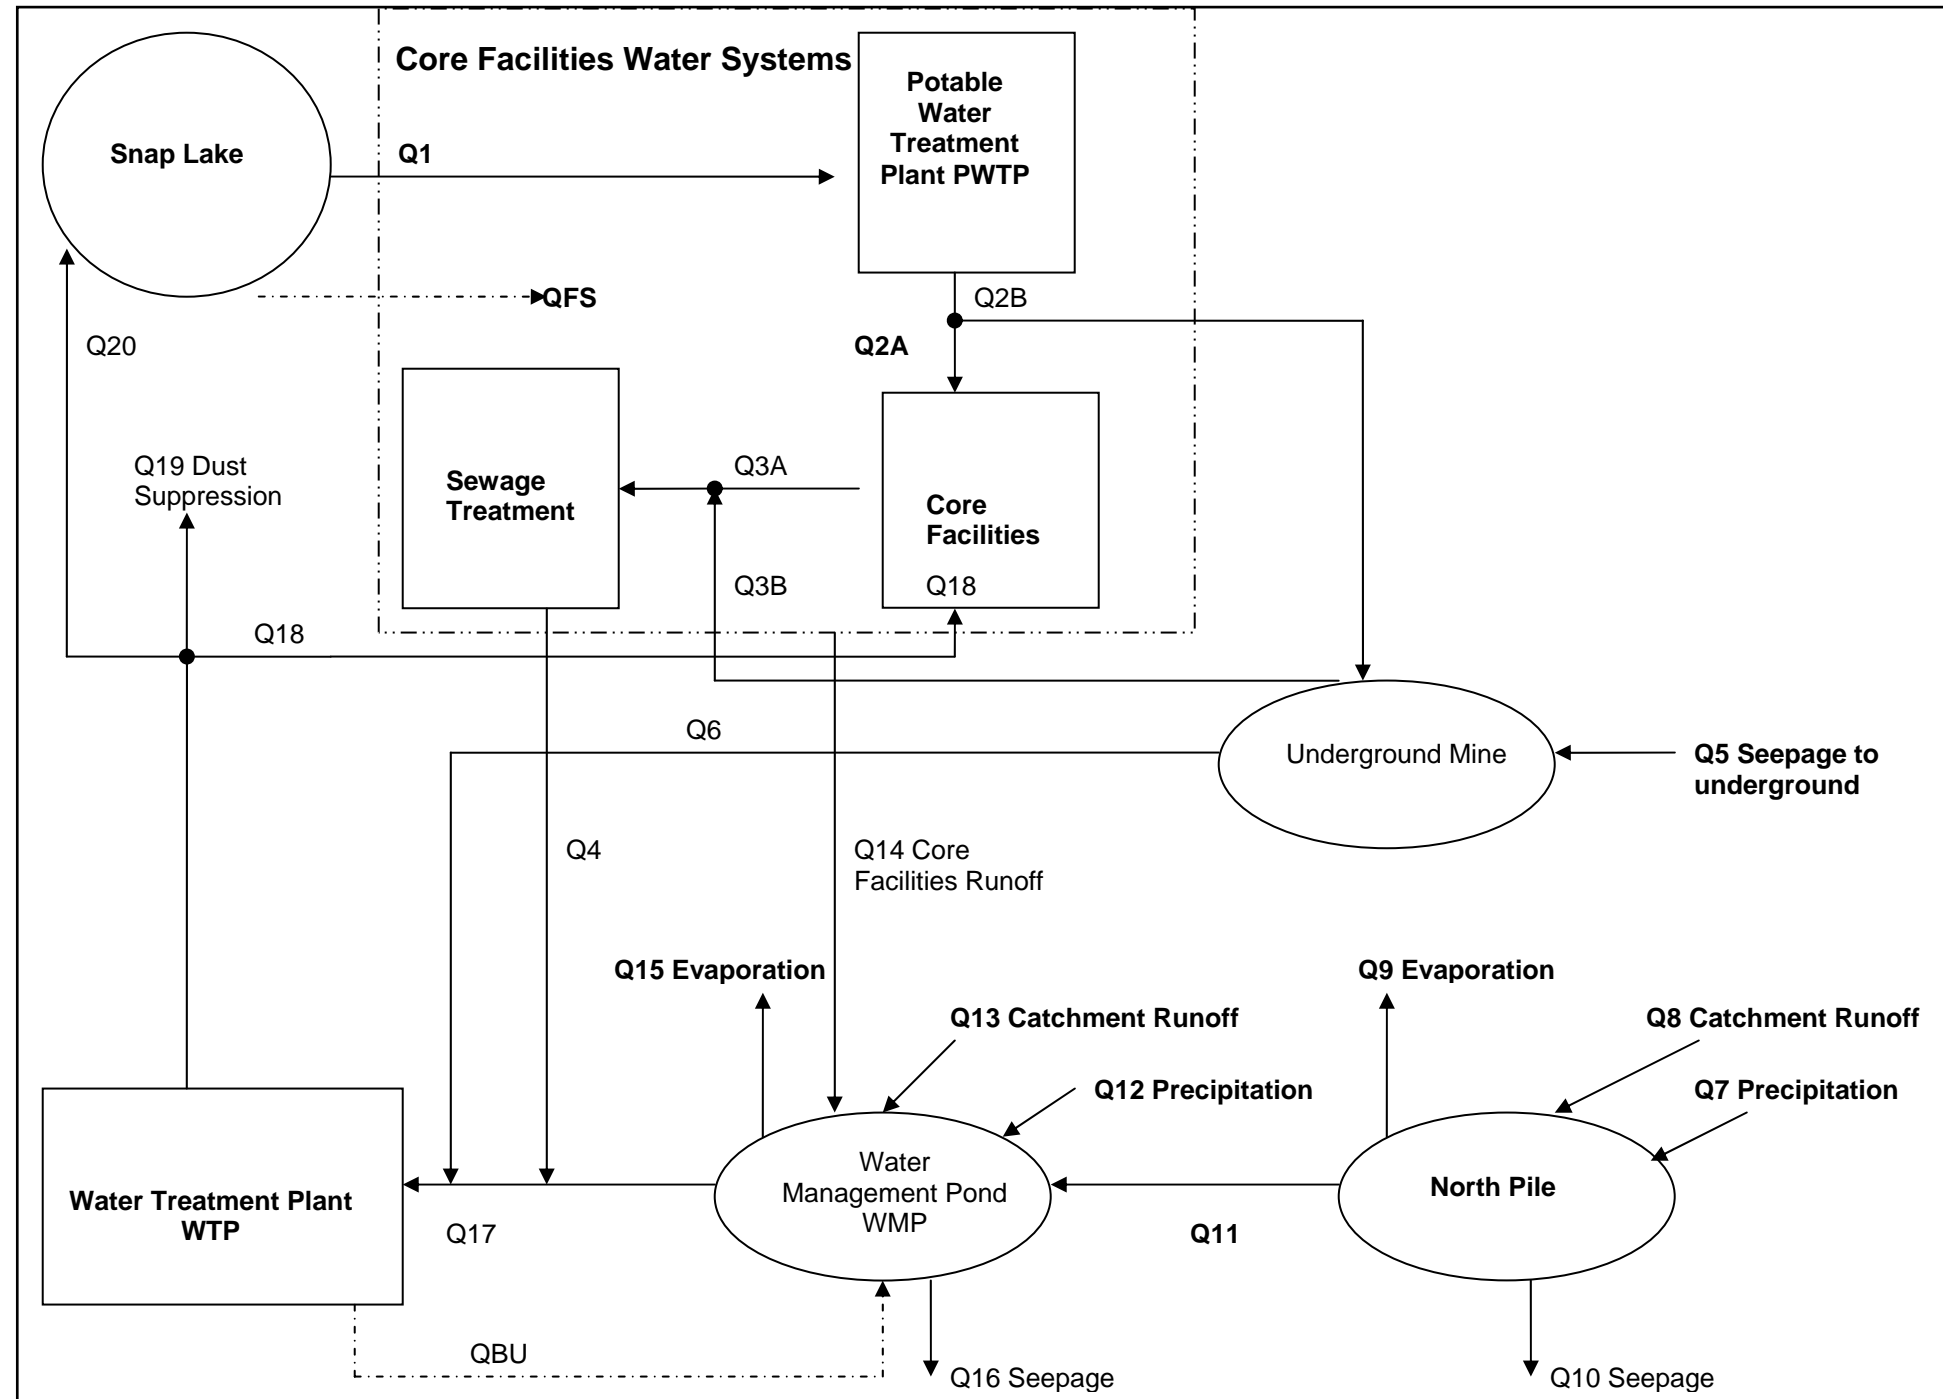 Core Facilities Water Systems
Potable
Water
Treatment
Plant PWTP
Snap Lake
Q1
QFS
Q2B
Q20
Q2A
Q19 Dust
Suppression
Sewage
Treatment
Q3A
Core
Facilities
Q3B
Q18
Q18
Q6
Underground Mine
Q5 Seepage to
underground
Q4
Q14 Core
Facilities Runoff
Q15 Evaporation
Q9 Evaporation
Q13 Catchment Runoff
Q8 Catchment Runoff
Q12 Precipitation
Q7 Precipitation
Water
Management Pond
WMP
North Pile
Water Treatment Plant
WTP
Q17
Q11
QBU
Q16 Seepage
Q10 Seepage